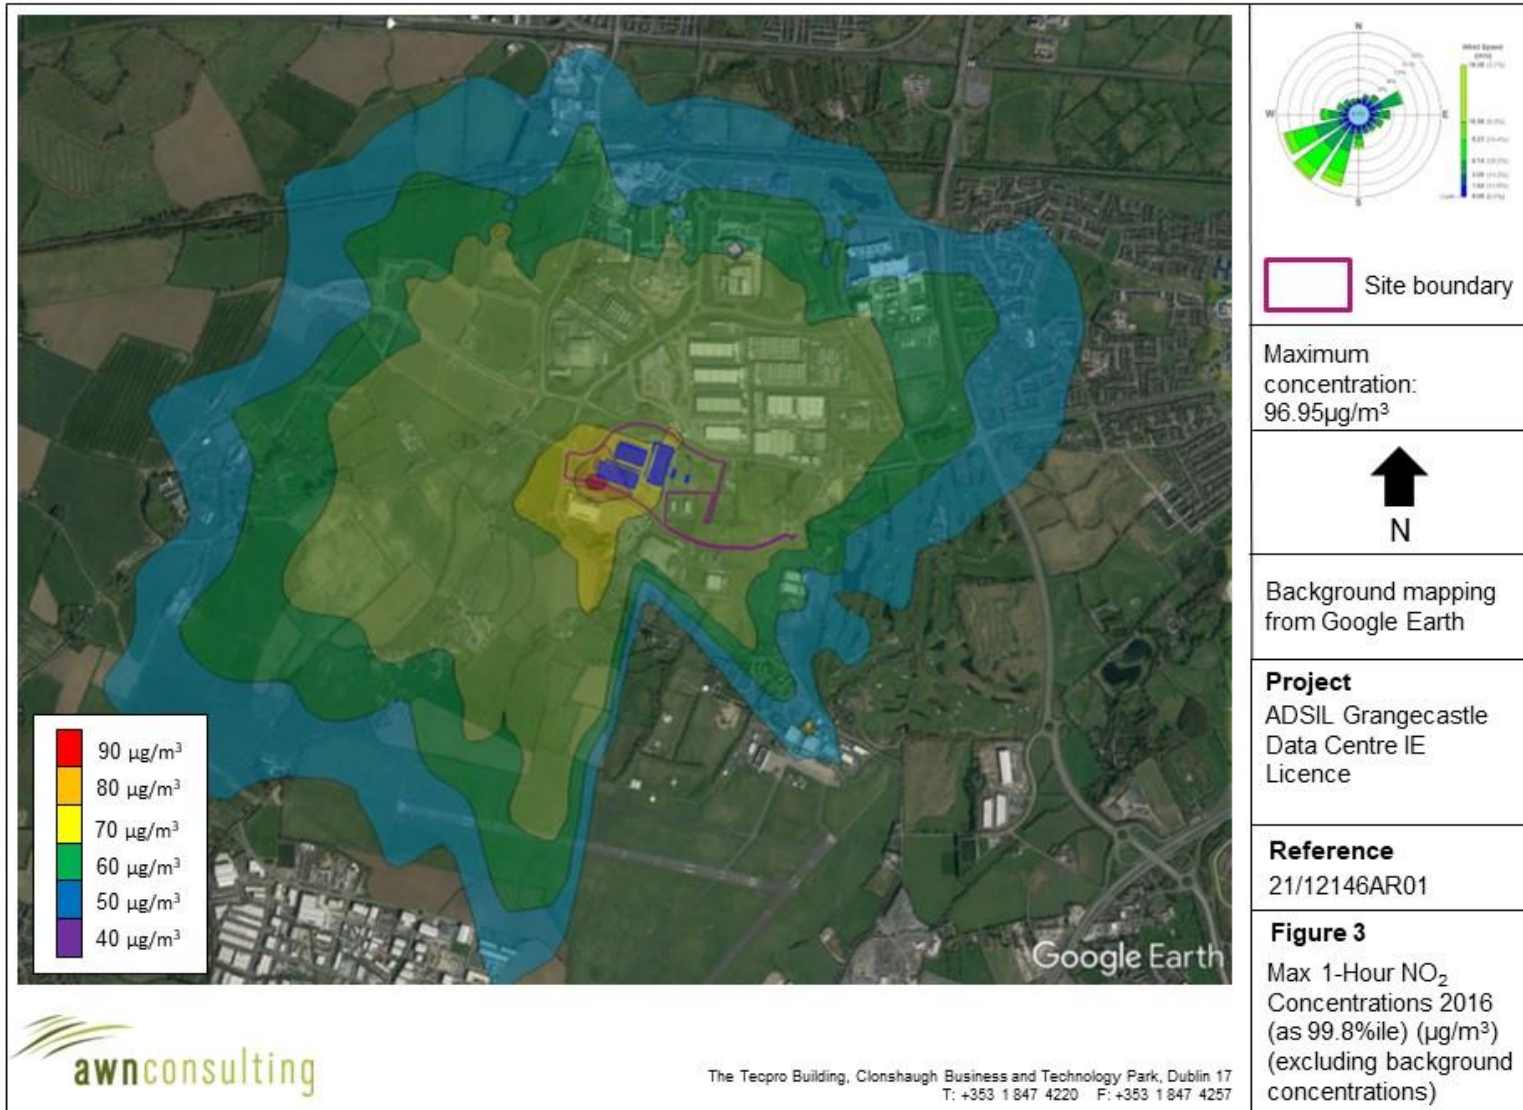 N
W
E
S
Wind Speed
(m/s)
Site boundary
Maximum
concentration:
96.95µg/m³
N
Background mapping
from Google Earth
Project
ADSIL Grangecastle
Data Centre IE
Licence
Reference
21/12146AR01
Figure 3
Max 1-Hour NO₂
Concentrations 2016
(as 99.8%ile) (µg/m³)
(excluding background
concentrations)
90 µg/m³
80 µg/m³
70 µg/m³
60 µg/m³
50 µg/m³
40 µg/m³
Google Earth
awnconsulting
The Tecpro Building, Clonshaugh Business and Technology Park, Dublin 17
T: +353 1 847 4220 F: +353 1 847 4257